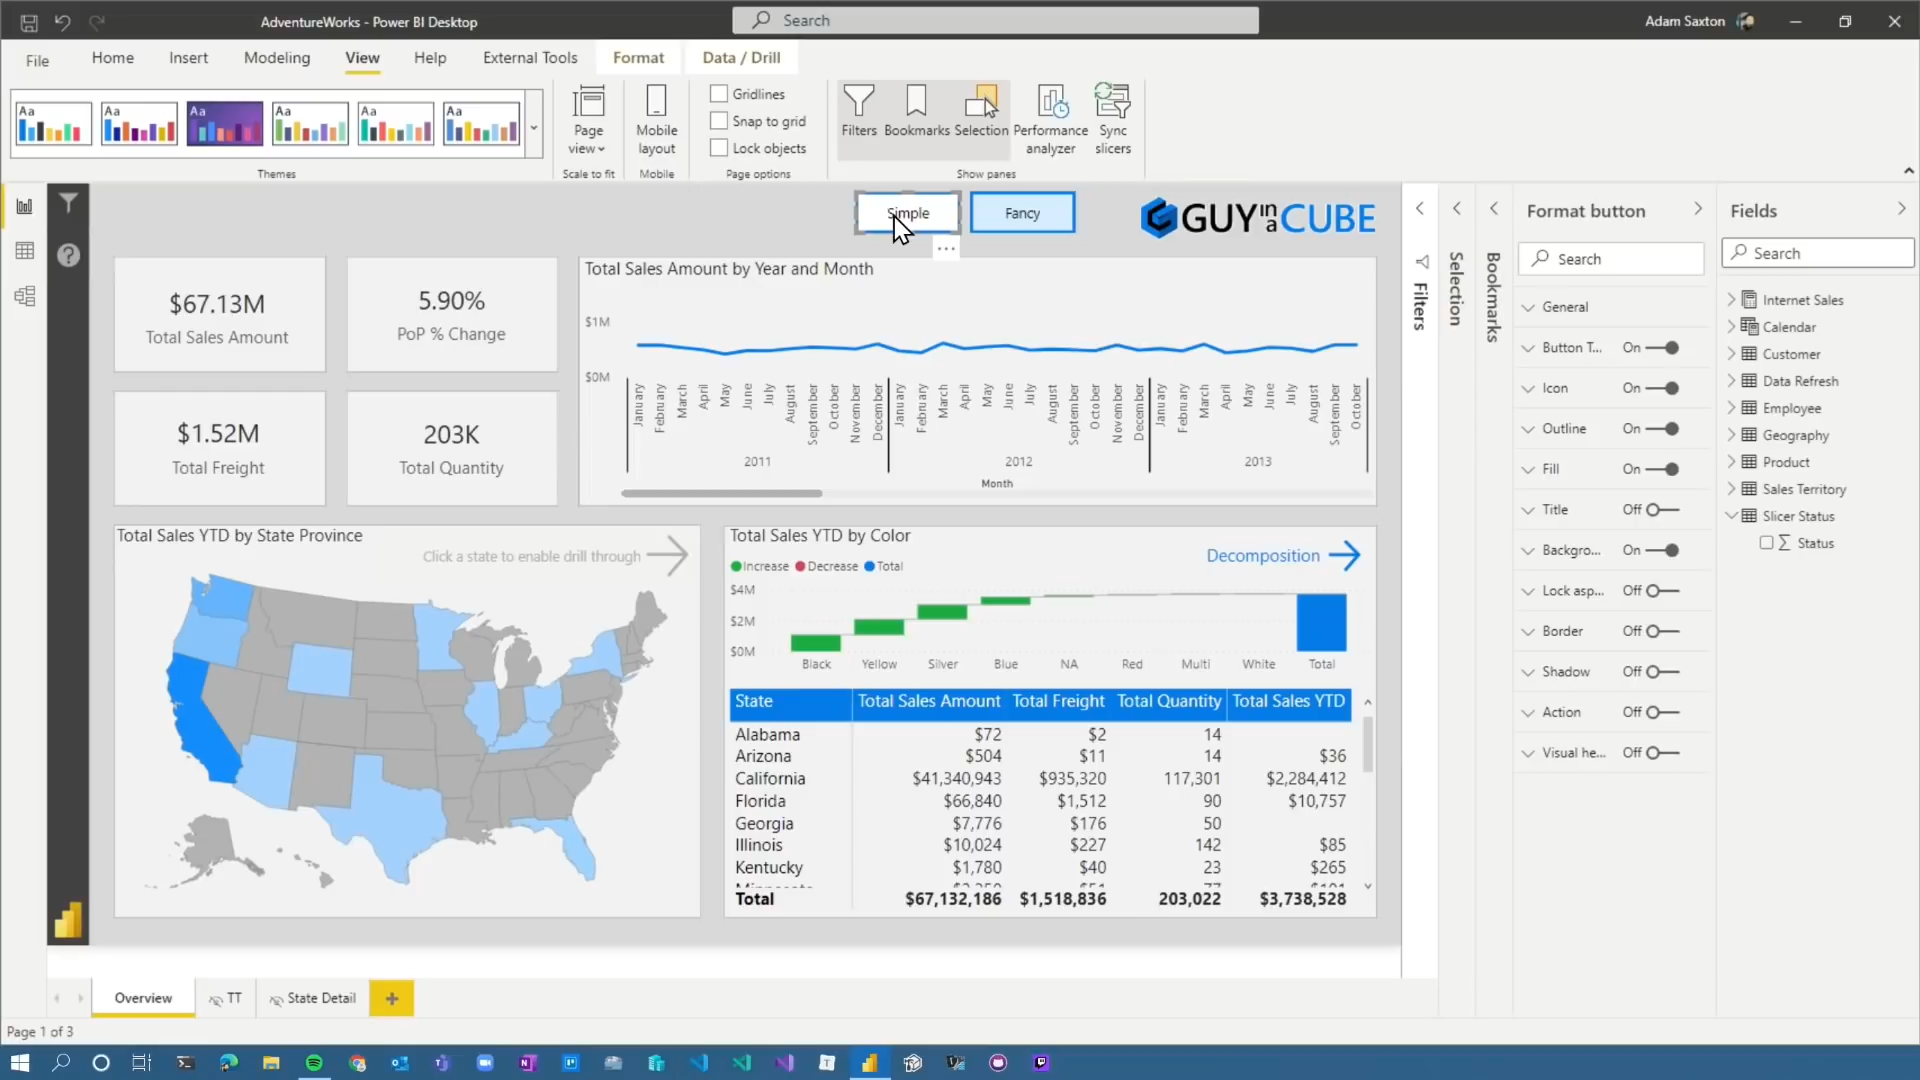 AdventureWorks - Power BI Desktop
Search
Adam Saxton
File
Home
Insert
Modeling
View
Help
External Tools
Format
Data / Drill
Aa
Aa
Aa
Aa
Aa
Aa
Themes
Page view
Scale to fit
Mobile layout
Mobile
Gridlines
Snap to grid
Lock objects
Page options
Filters
Bookmarks
Selection
Performance analyzer
Sync slicers
Show panes
Simple
Fancy
GUY in a CUBE
$67.13M
Total Sales Amount
5.90%
PoP % Change
$1.52M
Total Freight
203K
Total Quantity
Total Sales Amount by Year and Month
$1M
$0M
January
February
March
April
May
June
July
August
September
October
November
December
January
February
March
April
May
June
July
August
September
October
November
December
January
February
March
April
May
June
July
August
September
October
2011
2012
2013
Month
Total Sales YTD by State Province
Click a state to enable drill through
Total Sales YTD by Color
Decomposition
Increase Decrease Total
$4M
$2M
$0M
Black Yellow Silver Blue NA Red Multi White Total
State Total Sales Amount Total Freight Total Quantity Total Sales YTD
Alabama $72 $2 14
Arizona $504 $11 14 $36
California $41,340,943 $935,320 117,301 $2,284,412
Florida $66,840 $1,512 90 $10,757
Georgia $7,776 $176 50
Illinois $10,024 $227 142 $85
Kentucky $1,780 $40 23 $265
Total $67,132,186 $1,518,836 203,022 $3,738,528
Filters
Selection
Bookmarks
Format button
Search
General
Button T... On
Icon On
Outline On
Fill On
Title Off
Backgro... On
Lock asp... Off
Border Off
Shadow Off
Action Off
Visual he... Off
Fields
Search
Internet Sales
Calendar
Customer
Data Refresh
Employee
Geography
Product
Sales Territory
Slicer Status
Σ Status
Overview
TT
State Detail
Page 1 of 3